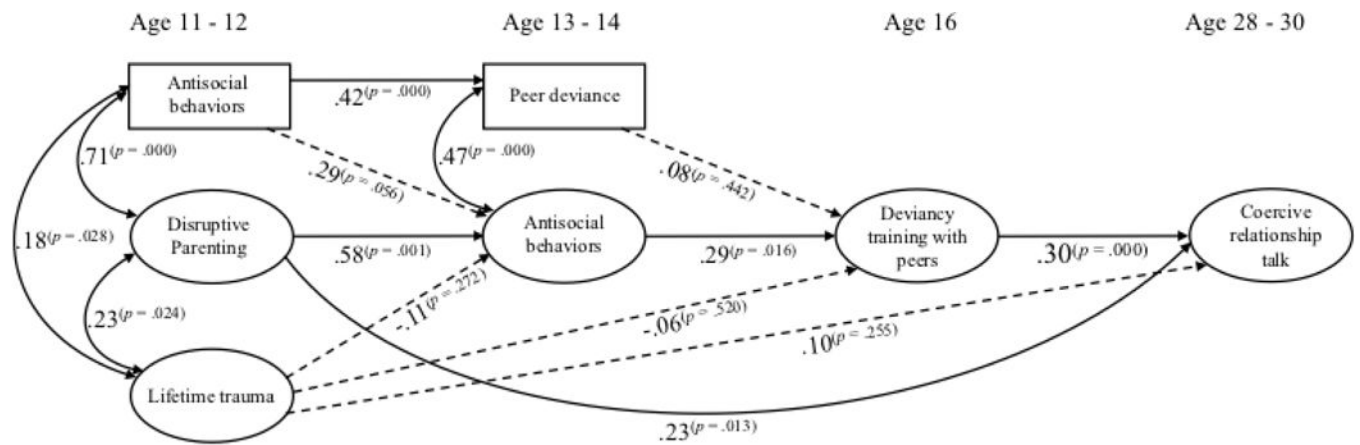 Age 11 - 12
Age 13 - 14
Age 16
Age 28 - 30
Antisocial
behaviors
.42(p = .000)
Peer deviance
.71(p = .000)
.29(p = .056)
.47(p = .000)
.08(p = .442)
.18(p = .028)
Disruptive
Parenting
.58(p = .001)
Antisocial
behaviors
.29(p = .016)
Deviancy
training with
peers
.30(p = .000)
Coercive
relationship
talk
.23(p = .024)
-.11(p = .272)
-.06(p = .520)
.10(p = .255)
Lifetime trauma
.23(p = .013)